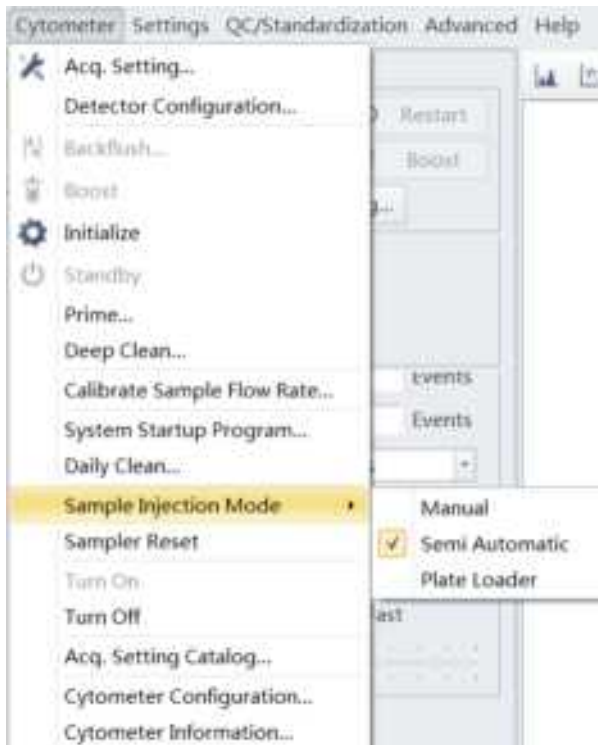 Cytometer Settings QC/Standardization Advanced Help
Acq. Setting...
Detector Configuration...
Restart
Backflush...
Boost
Boost
Initialize
Standby
Prime...
Deep Clean...
Events
Calibrate Sample Flow Rate...
Events
System Startup Program...
Daily Clean...
Sample Injection Mode
Manual
Sampler Reset
Semi Automatic
Turn On
Plate Loader
Turn Off
Acq. Setting Catalog...
Cytometer Configuration...
Cytometer Information...